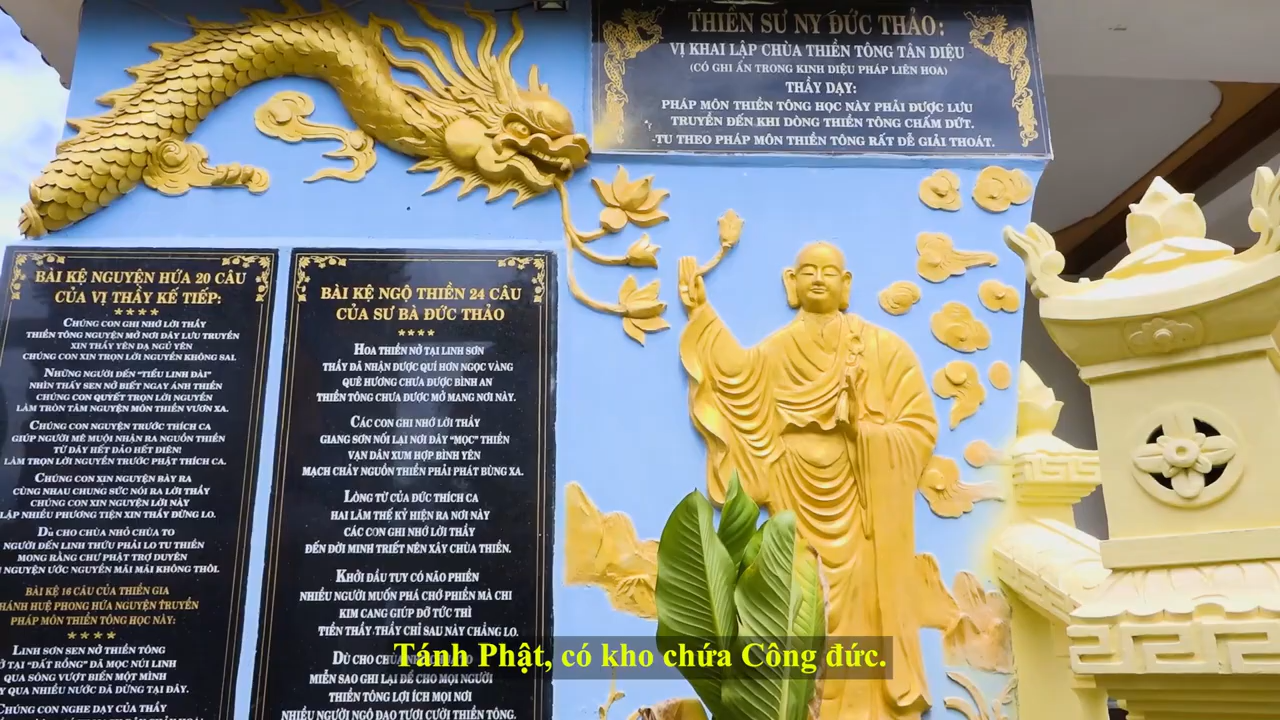 THIỀN SƯ NY ĐỨC THẢO:
VỊ KHAI LẬP CHÙA THIỀN TÔNG TÂN DIỆU
(CÓ GHI ẨN TRONG KINH DIỆU PHÁP LIÊN HOA)
THẦY DẠY:
PHÁP MÔN THIỀN TÔNG HỌC NÀY PHẢI ĐƯỢC LƯU
TRUYỀN ĐẾN KHI DÒNG THIỀN TÔNG CHẤM DỨT.
-TU THEO PHÁP MÔN THIỀN TÔNG RẤT DỄ GIẢI THOÁT.
BÀI KỆ NGUYỆN HỨA 20 CÂU
CỦA VỊ THẦY KẾ TIẾP:
****
CHÚNG CON GHI NHỚ LỜI THẦY
THIỀN TÔNG NGUYỆN MỞ NƠI ĐÂY LƯU TRUYỀN
XIN THẦY YÊN DẠ NGỦ YÊN
CHÚNG CON XIN TRỌN LỜI NGUYỀN KHÔNG SAI.
NHỮNG NGƯỜI ĐẾN “TIỂU LINH ĐÀI”
NHÌN THẤY SEN NỞ BIẾT NGAY ÁNH THIỀN
CHÚNG CON QUYẾT TRỌN LỜI NGUYỀN
LÀM TRÒN TÂM NGUYỆN MÔN THIỀN VƯƠN XA.
CHÚNG CON NGUYỆN TRƯỚC THÍCH CA
GIÚP NGƯỜI MÊ MUỘI NHẬN RA NGUỒN THIỀN
TỪ ĐÂY HẾT ĐẢO HẾT ĐIÊN!
LÀM TRỌN LỜI NGUYỀN TRƯỚC PHẬT THÍCH CA.
CHÚNG CON XIN NGUYỆN BÀY RA
CÙNG NHAU CHUNG SỨC NÓI RA LỜI THẦY
CHÚNG CON XIN NGUYỆN LỜI NÀY
LẬP NHIỀU PHƯƠNG TIỆN XIN THẦY ĐỪNG LO.
DÙ CHO CHÙA NHỎ CHÙA TO
NGƯỜI ĐẾN LINH THỨU PHẢI LO TU THIỀN
MONG RẰNG CHƯ PHẬT TRỢ DUYÊN
NGUYỆN ƯỚC NGUYỀN MÃI MÃI KHÔNG THÔI.
BÀI KỆ 16 CÂU CỦA THIỀN GIA
KHÁNH HUỆ PHONG HỨA NGUYỆN TRUYỀN
PHÁP MÔN THIỀN TÔNG HỌC NÀY:
****
LINH SƠN SEN NỞ TÔNG THIỀN
TẠI “ĐẤT RỒNG” ĐÃ MỌC NÚI LINH
QUA SÔNG VƯỢT BIỂN MỘT MÌNH
QUA NHIỀU NƯỚC ĐÃ DỪNG TẠI ĐÂY.
CHÚNG CON NGHE DẠY CỦA THẦY
BÀI KỆ NGỘ THIỀN 24 CÂU
CỦA SƯ BÀ ĐỨC THẢO
****
HOA THIỀN NỞ TẠI LINH SƠN
THẦY ĐÃ NHẬN ĐƯỢC QUÍ HƠN NGỌC VÀNG
QUÊ HƯƠNG CHƯA ĐƯỢC BÌNH AN
THIỀN TÔNG CHƯA ĐƯỢC MỞ MANG NƠI NÀY.
CÁC CON GHI NHỚ LỜI THẦY
GIANG SƠN NỐI LẠI NƠI ĐÂY “MỌC” THIỀN
VẠN DÂN XUM HỢP BÌNH YÊN
MẠCH CHẢY NGUỒN THIỀN PHẢI PHÁT BÙNG XA.
LÒNG TỪ CỦA ĐỨC THÍCH CA
HAI LĂM THẾ KỶ HIỆN RA NƠI NÀY
CÁC CON GHI NHỚ LỜI THẦY
ĐẾN ĐỜI MINH TRIẾT NÊN XÂY CHÙA THIỀN.
KHỞI ĐẦU TUY CÓ NÃO PHIỀN
NHIỀU NGƯỜI MUỐN PHÁ CHỚ PHIỀN MÀ CHI
KIM CANG GIÚP ĐỠ TỨC THÌ
TIỀN THẦY, THẦY CHỈ SAU NÀY CHẲNG LO.
DÙ CHO CHÙA
MIỄN SAO GHI LẠI ĐỂ CHO MỌI NGƯỜI
THIỀN TÔNG LỢI ÍCH MỌI NƠI
NHIỀU NGƯỜI NGỘ ĐẠO TƯƠI CƯỜI THIỀN TÔNG.
Tánh Phật, có kho chứa Công đức.